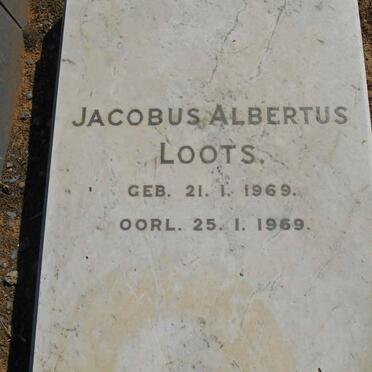 JACOBUS ALBERTUS
LOOTS.
GEB. 21. 1. 1969.
OORL. 25. 1. 1969.